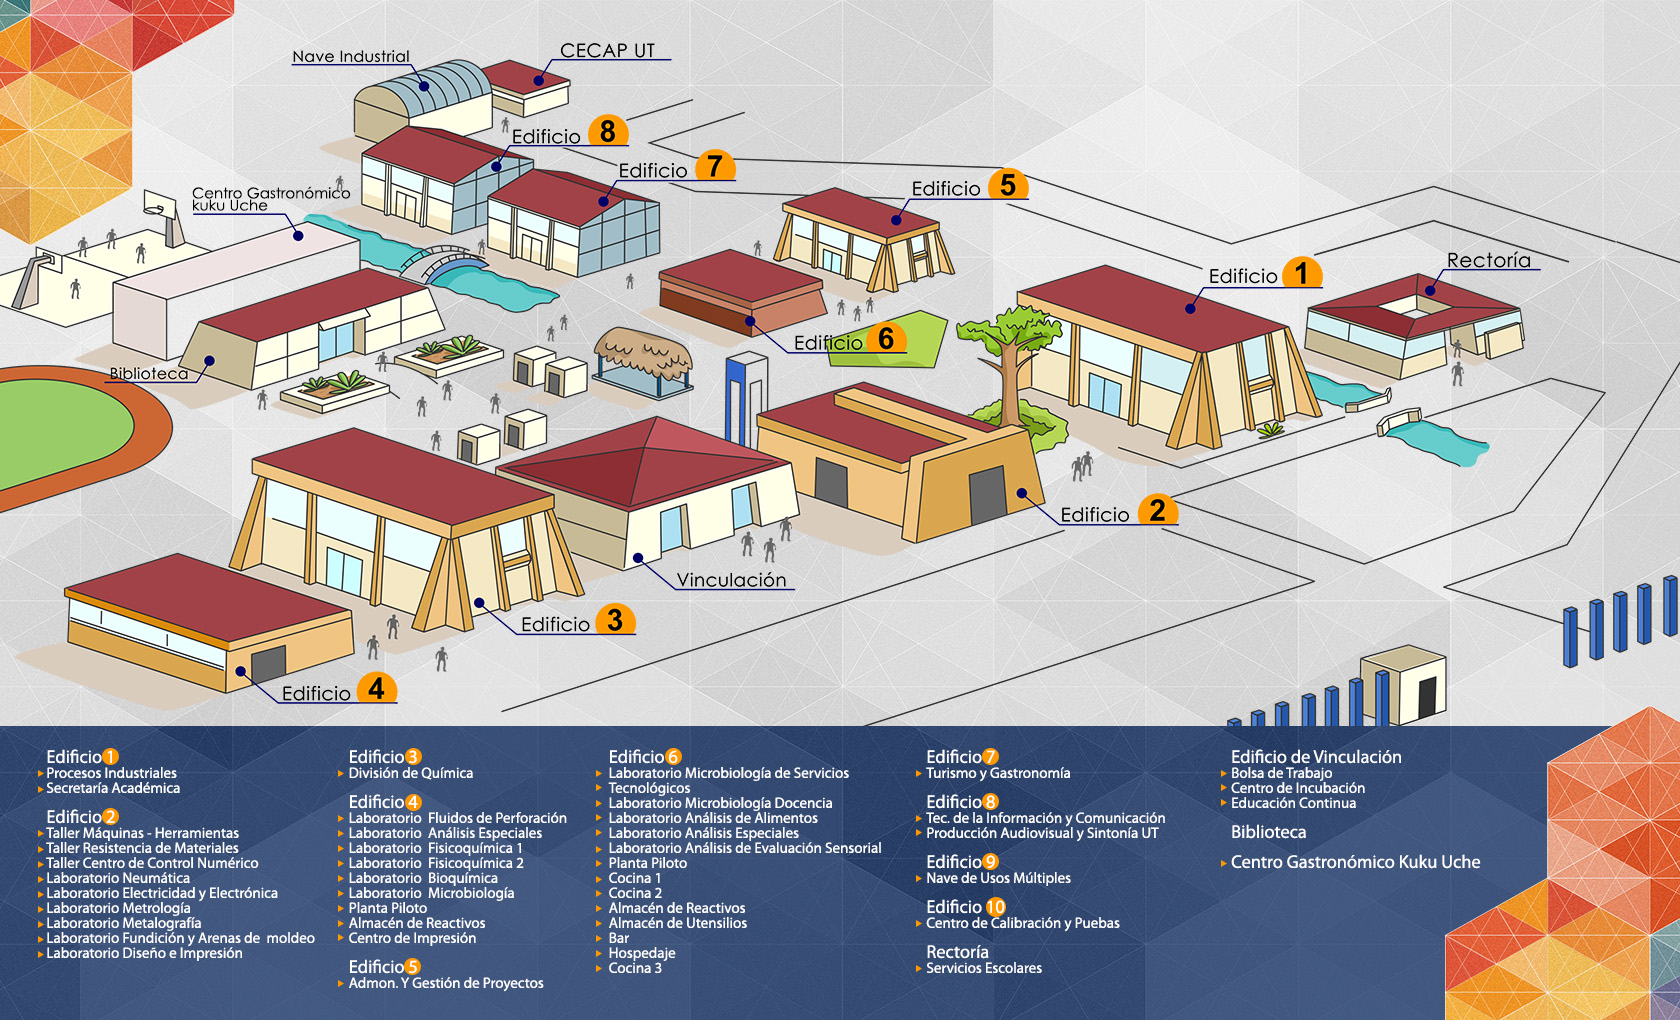 Nave Industrial
CECAP UT
Edificio 8
Edificio 7
Edificio 5
Centro Gastronómico
kuku Uche
Edificio 1
Rectoría
Edificio 6
Biblioteca
Edificio 2
Vinculación
Edificio 3
Edificio 4
Edificio 1
Procesos Industriales
Secretaría Académica
Edificio 2
Taller Máquinas - Herramientas
Taller Resistencia de Materiales
Taller Centro de Control Numérico
Laboratorio Neumática
Laboratorio Electricidad y Electrónica
Laboratorio Metrología
Laboratorio Metalografía
Laboratorio Fundición y Arenas de moldeo
Laboratorio Diseño e Impresión
Edificio 3
División de Química
Edificio 4
Laboratorio Fluidos de Perforación
Laboratorio Análisis Especiales
Laboratorio Fisicoquímica 1
Laboratorio Fisicoquímica 2
Laboratorio Bioquímica
Laboratorio Microbiología
Planta Piloto
Almacén de Reactivos
Centro de Impresión
Edificio 5
Admon. Y Gestión de Proyectos
Edificio 6
Laboratorio Microbiología de Servicios
Tecnológicos
Laboratorio Microbiología Docencia
Laboratorio Análisis de Alimentos
Laboratorio Análisis Especiales
Laboratorio Análisis de Evaluación Sensorial
Planta Piloto
Cocina 1
Cocina 2
Almacén de Reactivos
Almacén de Utensilios
Bar
Hospedaje
Cocina 3
Edificio 7
Turismo y Gastronomía
Edificio 8
Tec. de la Información y Comunicación
Producción Audiovisual y Sintonía UT
Edificio 9
Nave de Usos Múltiples
Edificio 10
Centro de Calibración y Puebas
Rectoría
Servicios Escolares
Edificio de Vinculación
Bolsa de Trabajo
Centro de Incubación
Educación Continua
Biblioteca
Centro Gastronómico Kuku Uche